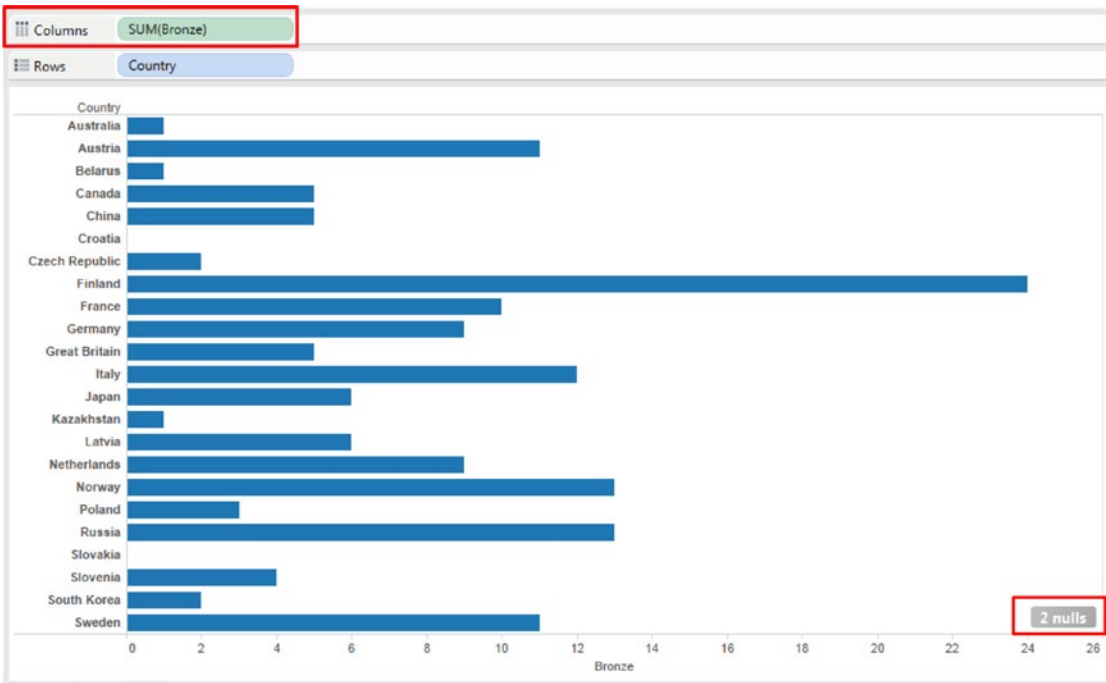 Columns SUM(Bronze)
Rows Country
Country
Australia
Austria
Belarus
Canada
China
Croatia
Czech Republic
Finland
France
Germany
Great Britain
Italy
Japan
Kazakhstan
Latvia
Netherlands
Norway
Poland
Russia
Slovakia
Slovenia
South Korea
Sweden
2 nulls
0 2 4 6 8 10 12 14 16 18 20 22 24 26
Bronze